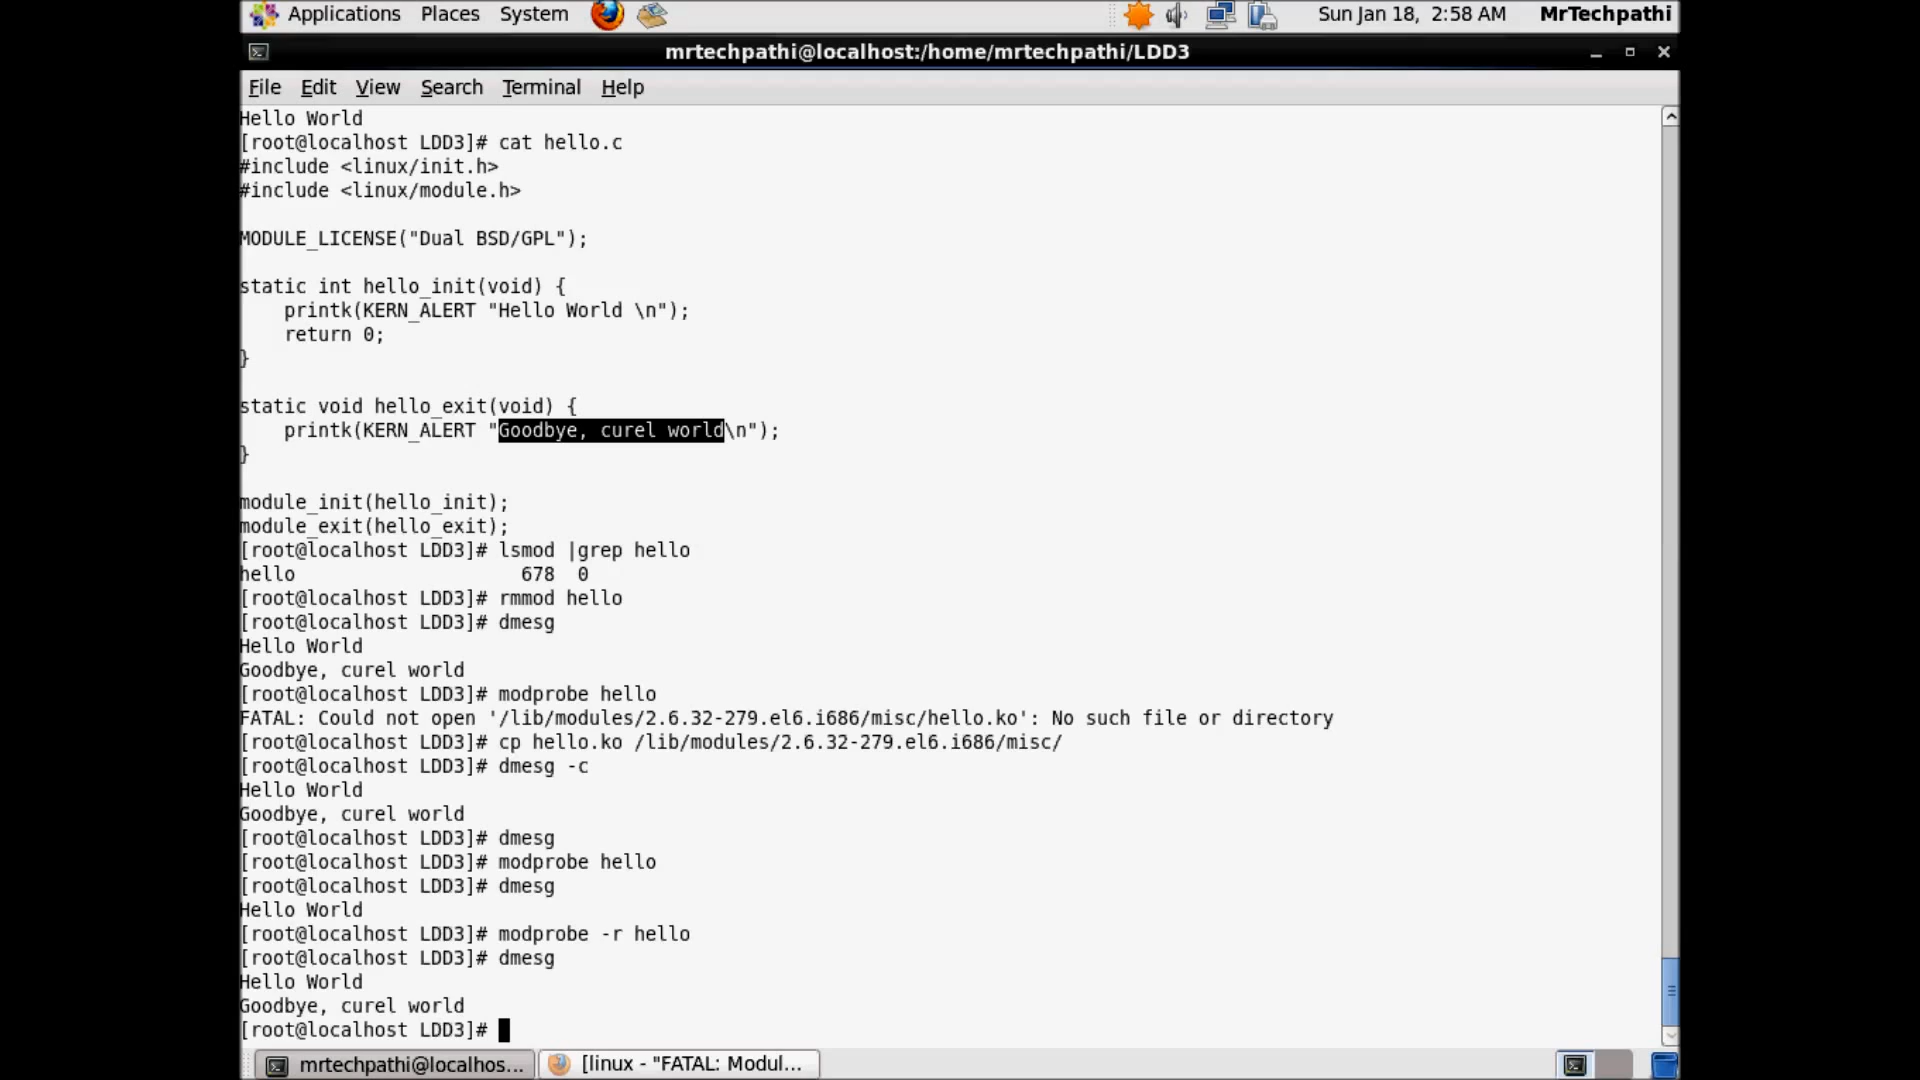 Applications Places System Sun Jan 18, 2:58 AM MrTechpathi
mrtechpathi@localhost:/home/mrtechpathi/LDD3
File Edit View Search Terminal Help
Hello World
[root@localhost LDD3]# cat hello.c
#include <linux/init.h>
#include <linux/module.h>
MODULE_LICENSE("Dual BSD/GPL");
static int hello_init(void) {
    printk(KERN_ALERT "Hello World \n");
    return 0;
}
static void hello_exit(void) {
    printk(KERN_ALERT "Goodbye, curel world\n");
}
module_init(hello_init);
module_exit(hello_exit);
[root@localhost LDD3]# lsmod |grep hello
hello                    678  0
[root@localhost LDD3]# rmmod hello
[root@localhost LDD3]# dmesg
Hello World
Goodbye, curel world
[root@localhost LDD3]# modprobe hello
FATAL: Could not open '/lib/modules/2.6.32-279.el6.i686/misc/hello.ko': No such file or directory
[root@localhost LDD3]# cp hello.ko /lib/modules/2.6.32-279.el6.i686/misc/
[root@localhost LDD3]# dmesg -c
Hello World
Goodbye, curel world
[root@localhost LDD3]# dmesg
[root@localhost LDD3]# modprobe hello
[root@localhost LDD3]# dmesg
Hello World
[root@localhost LDD3]# modprobe -r hello
[root@localhost LDD3]# dmesg
Hello World
Goodbye, curel world
[root@localhost LDD3]#
mrtechpathi@localhos... [linux - "FATAL: Modul...